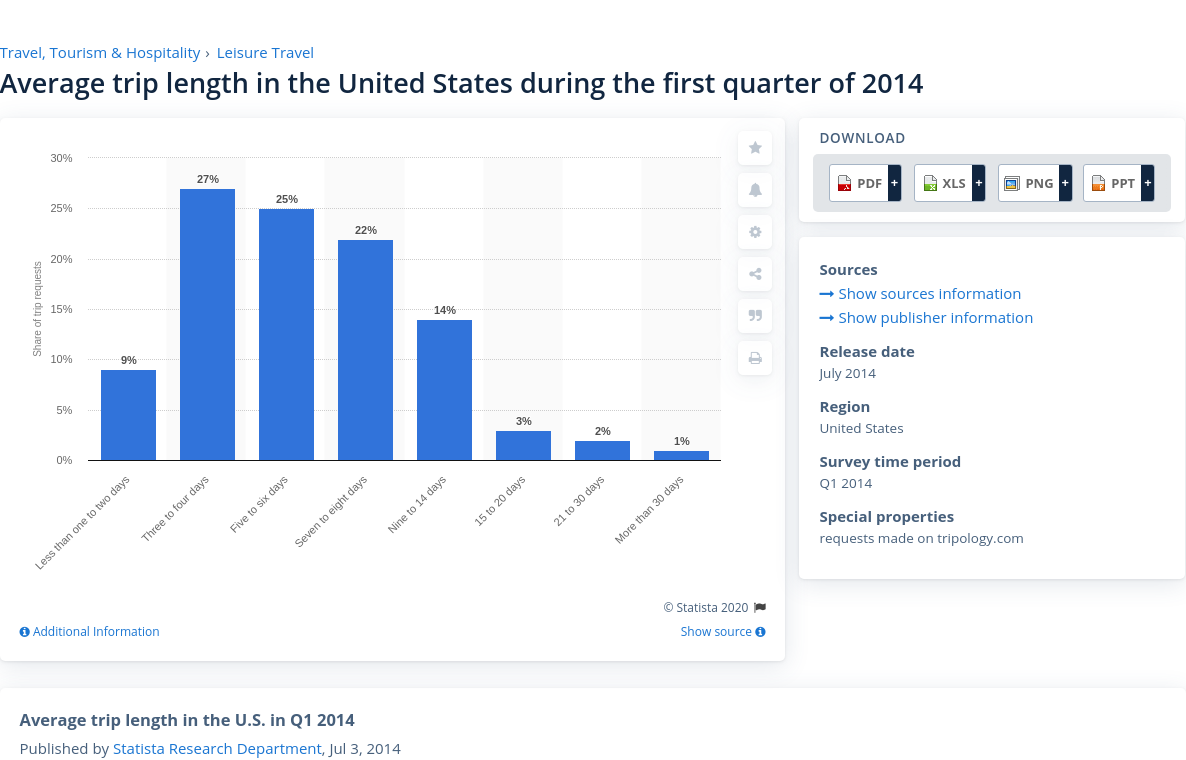 Travel, Tourism & Hospitality › Leisure Travel
Average trip length in the United States during the first quarter of 2014
30%
25%
20%
15%
10%
5%
0%
Share of trip requests
9%
27%
25%
22%
14%
3%
2%
1%
Less than one to two days
Three to four days
Five to six days
Seven to eight days
Nine to 14 days
15 to 20 days
21 to 30 days
More than 30 days
© Statista 2020
Additional Information
Show source
DOWNLOAD
PDF + XLS + PNG + PPT +
Sources
Show sources information
Show publisher information
Release date
July 2014
Region
United States
Survey time period
Q1 2014
Special properties
requests made on tripology.com
Average trip length in the U.S. in Q1 2014
Published by Statista Research Department, Jul 3, 2014